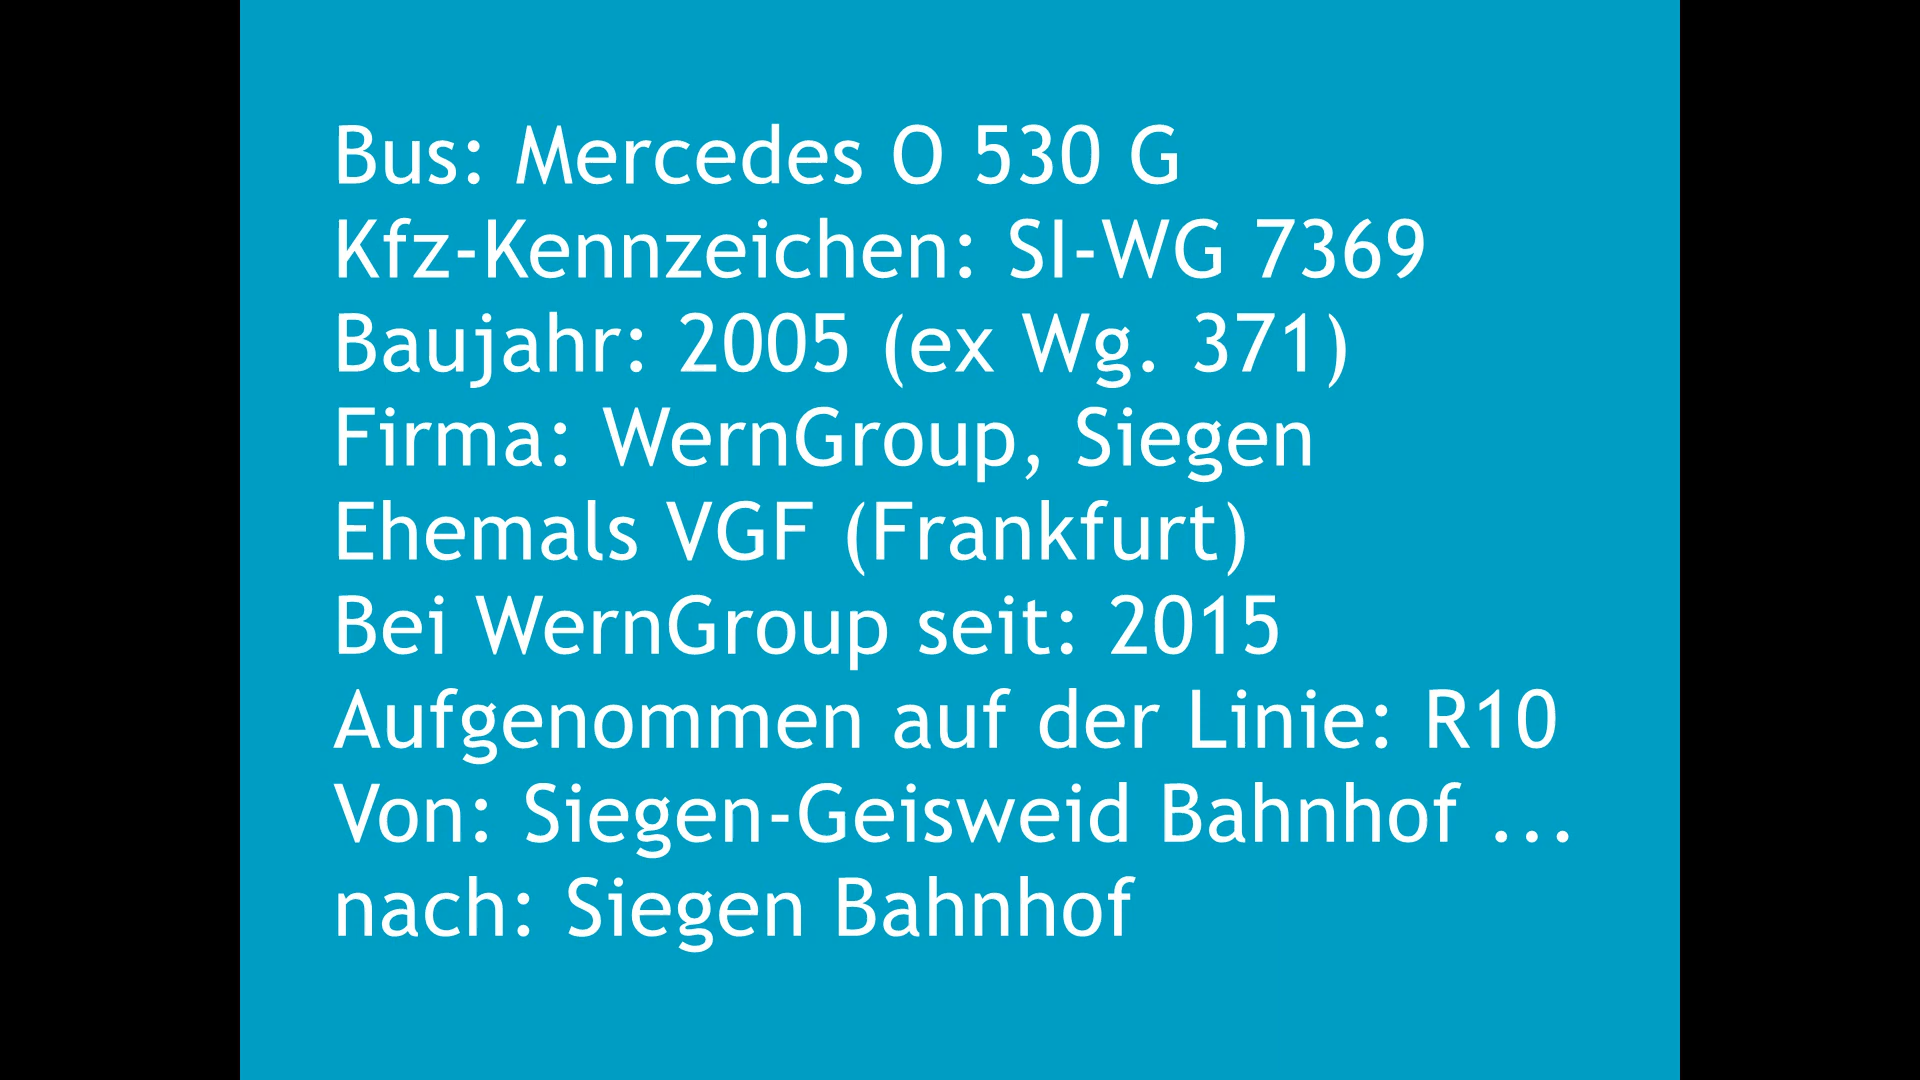 Bus: Mercedes O 530 G
Kfz-Kennzeichen: SI-WG 7369
Baujahr: 2005 (ex Wg. 371)
Firma: WernGroup, Siegen
Ehemals VGF (Frankfurt)
Bei WernGroup seit: 2015
Aufgenommen auf der Linie: R10
Von: Siegen-Geisweid Bahnhof ...
nach: Siegen Bahnhof